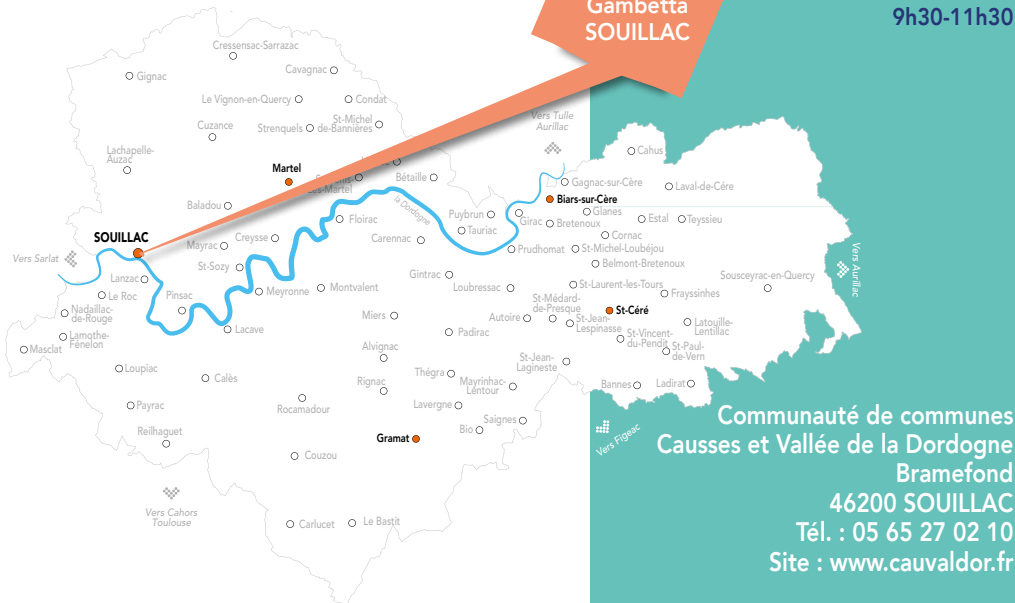 Gambetta
SOUILLAC
9h30-11h30
Cressensac-Sarrazac
Gignac
Cavagnac
Le Vignon-en-Quercy
Condat
Cuzance
Strenquels
St-Michel
de-Bannières
Vers Tulle
Aurillac
Lachapelle-
Auzac
Cahus
Martel
Les-Martel
Bétaille
Gagnac-sur-Cère
Laval-de-Cère
Biars-sur-Cère
Baladou
la Dordogne
Floirac
Puybrun
Tauriac
Girac
Bretenoux
Glanes
Estal
Teyssieu
Cornac
SOUILLAC
Mayrac
Creysse
Carennac
Prudhomat
St-Michel-Loubéjou
Belmont-Bretenoux
Vers Sarlat
Vers Aurillac
Lanzac
St-Sozy
Gintrac
Loubressac
Sousceyrac-en-Quercy
Le Roc
Pinsac
Meyronne
Montvalent
St-Laurent-les-Tours
Frayssinhes
Nadaillac-
de-Rouge
Miers
Autoire
St-Médard-
de-Presque
St-Céré
Lamothe-
Fénelon
Lacave
Padirac
St-Jean-
Lespinasse
Latouille-
Lentillac
St-Vincent-
du-Pendit
St-Paul-
de-Vern
Masclat
Loupiac
Calès
Alvignac
Rignac
Thégra
Mayrinhac-
Lentour
St-Jean-
Lagineste
Bannes
Ladirat
Payrac
Rocamadour
Lavergne
Saignes
Bio
Reilhaguet
Gramat
Couzou
Vers Figeac
Vers Cahors
Toulouse
Carlucet
Le Bastit
Communauté de communes
Causses et Vallée de la Dordogne
Bramefond
46200 SOUILLAC
Tél. : 05 65 27 02 10
Site : www.cauvaldor.fr